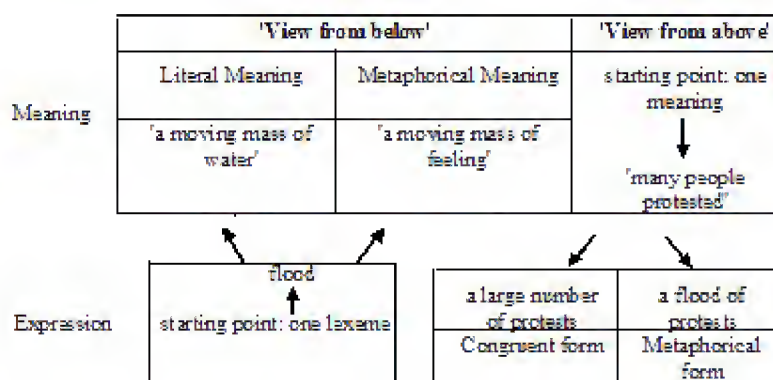 'View from below' 'View from above'
Literal Meaning Metaphorical Meaning starting point: one
meaning
Meaning
'a moving mass of 'a moving mass of
water' feeling'
'many people
protested"
flood
starting point: one lexeme
Expression
a large number a flood of
of protests protests
Congruent form Metaphorical
form